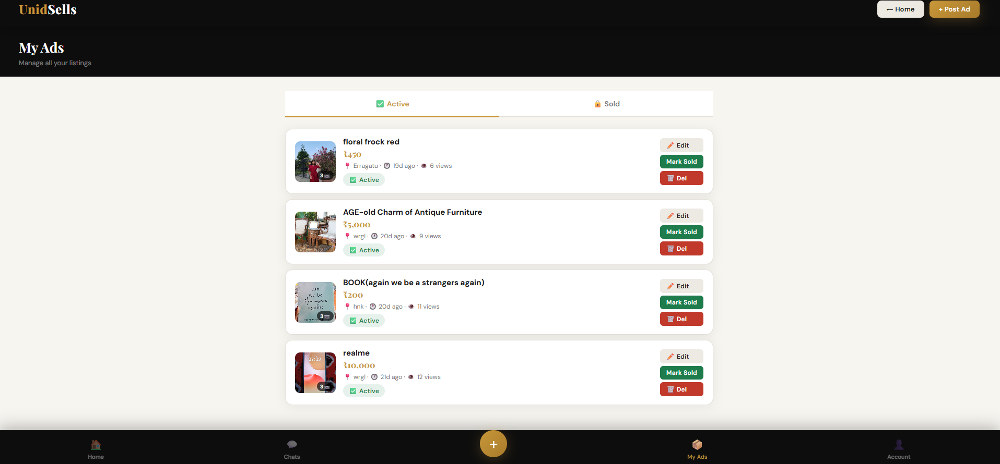 UnidSells
← Home
+ Post Ad
My Ads
Manage all your listings
✅ Active
🔒 Sold
floral frock red
₹450
📍 Erragatu · 🕐 19d ago · 👁 6 views
✅ Active
3 📷
✏️ Edit
Mark Sold
🗑 Del
AGE-old Charm of Antique Furniture
₹5,000
📍 wrgl · 🕐 20d ago · 👁 9 views
✅ Active
✏️ Edit
Mark Sold
🗑 Del
BOOK(again we be a strangers again)
₹200
📍 hnk · 🕐 20d ago · 👁 11 views
✅ Active
can
we be
strangers
again?
3 📷
✏️ Edit
Mark Sold
🗑 Del
realme
₹10,000
📍 wrgl · 🕐 21d ago · 👁 12 views
✅ Active
07:32
3 📷
✏️ Edit
Mark Sold
🗑 Del
Home
Chats
+
My Ads
Account